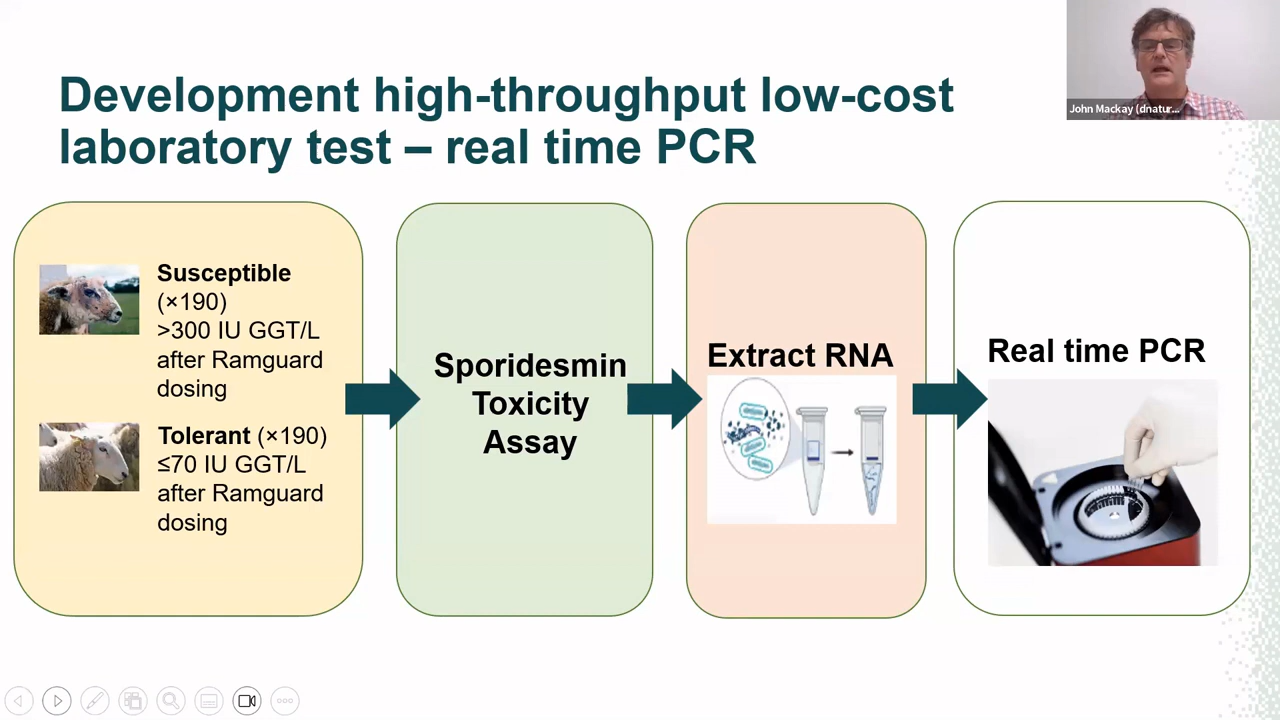 Development high-throughput low-cost
laboratory test – real time PCR
John Mackay (dnatur...
Susceptible
(×190)
>300 IU GGT/L
after Ramguard
dosing
Tolerant (×190)
≤70 IU GGT/L
after Ramguard
dosing
Sporidesmin
Toxicity
Assay
Extract RNA
Real time PCR